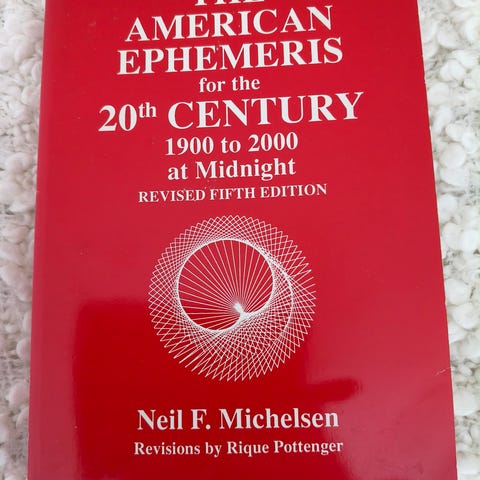 THE
AMERICAN
EPHEMERIS
for the
20th CENTURY
1900 to 2000
at Midnight
REVISED FIFTH EDITION
Neil F. Michelsen
Revisions by Rique Pottenger